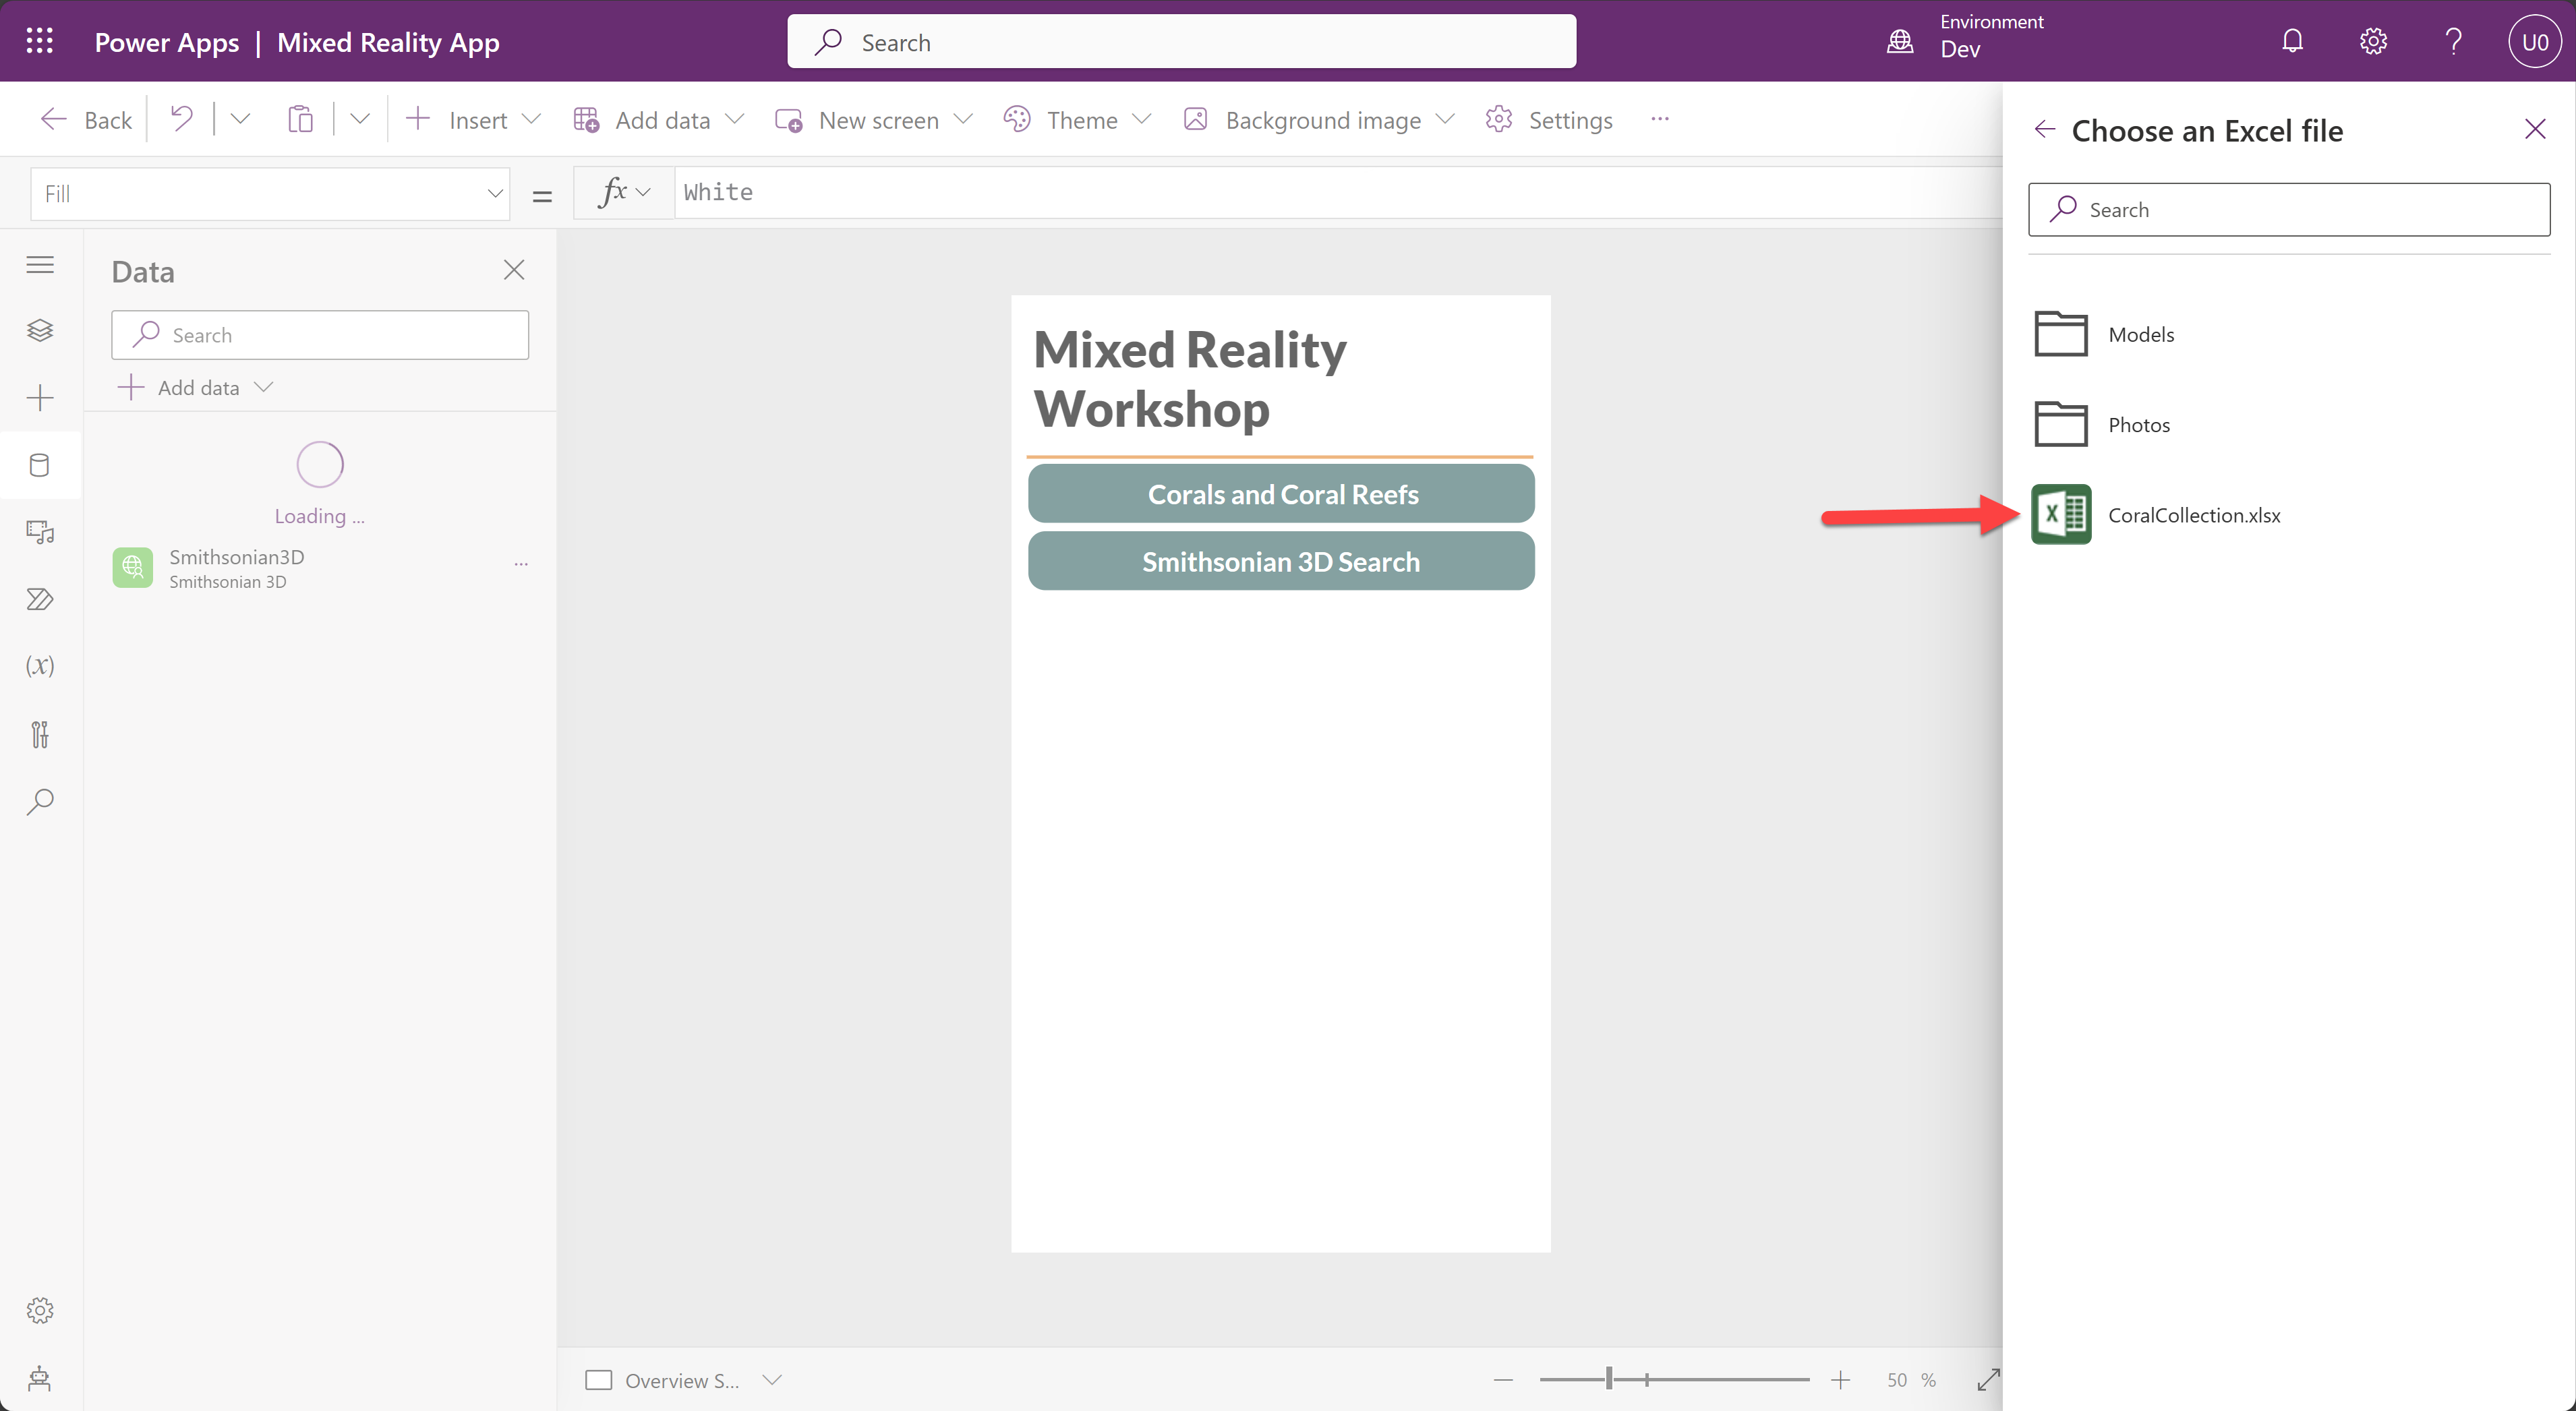 Power Apps | Mixed Reality App
Search
Environment
Dev
U0
Back
Insert
Add data
New screen
Theme
Background image
Settings
...
Fill
=
fx
White
Data
Search
Add data
Loading ...
Smithsonian3D
Smithsonian 3D
...
(x)
Mixed Reality
Workshop
Corals and Coral Reefs
Smithsonian 3D Search
Overview S...
50 %
Choose an Excel file
Search
Models
Photos
CoralCollection.xlsx